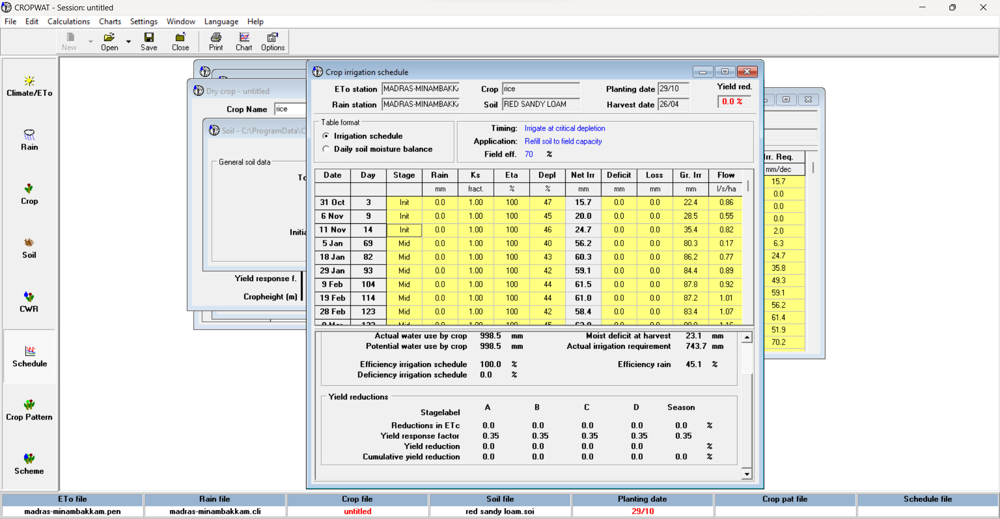 CROPWAT - Session: untitled
File Edit Calculations Charts Settings Window Language Help
New Open Save Close Print Chart Options
Climate/ETo
Rain
Crop
Soil
CWR
Schedule
Crop Pattern
Scheme
Dry crop - untitled
Crop Name rice
Soil - C:\ProgramData\C
General soil data
Yield response f.
Cropheight (m)
Crop irrigation schedule
ETo station MADRAS-MINAMBAKK Crop rice Planting date 29/10 Yield red.
Rain station MADRAS-MINAMBAKK Soil RED SANDY LOAM Harvest date 26/04 0.0 %
Table format
Irrigation schedule
Daily soil moisture balance
Timing: Irrigate at critical depletion
Application: Refill soil to field capacity
Field eff. 70 %
Date Day Stage Rain Ks Eta Depl Net Irr Deficit Loss Gr. Irr Flow
mm fract. % % mm mm mm mm l/s/ha
31 Oct 3 Init 0.0 1.00 100 47 15.7 0.0 0.0 22.4 0.86
6 Nov 9 Init 0.0 1.00 100 45 20.0 0.0 0.0 28.5 0.55
11 Nov 14 Init 0.0 1.00 100 46 24.7 0.0 0.0 35.4 0.82
5 Jan 69 Mid 0.0 1.00 100 40 56.2 0.0 0.0 80.3 0.17
18 Jan 82 Mid 0.0 1.00 100 43 60.3 0.0 0.0 86.2 0.77
29 Jan 93 Mid 0.0 1.00 100 42 59.1 0.0 0.0 84.4 0.89
9 Feb 104 Mid 0.0 1.00 100 44 61.5 0.0 0.0 87.8 0.92
19 Feb 114 Mid 0.0 1.00 100 44 61.0 0.0 0.0 87.2 1.01
28 Feb 123 Mid 0.0 1.00 100 42 58.4 0.0 0.0 83.4 1.07
Actual water use by crop 998.5 mm Moist deficit at harvest 23.1 mm
Potential water use by crop 998.5 mm Actual irrigation requirement 743.7 mm
Efficiency irrigation schedule 100.0 % Efficiency rain 45.1 %
Deficiency irrigation schedule 0.0 %
Yield reductions
Stagelabel A B C D Season
Reductions in ETc 0.0 0.0 0.0 0.0 0.0 %
Yield response factor 0.35 0.35 0.35 0.35 0.35
Yield reduction 0.0 0.0 0.0 0.0 %
Cumulative yield reduction 0.0 0.0 0.0 0.0 0.0 %
Irr. Req.
mm/dec
15.7
0.0
0.0
0.0
2.0
6.3
24.7
35.8
49.3
59.1
56.2
61.4
51.9
70.2
ETo file Rain file Crop file Soil file Planting date Crop pat file Schedule file
madras-minambakkam.pen madras-minambakkam.cli untitled red sandy loam.soi 29/10